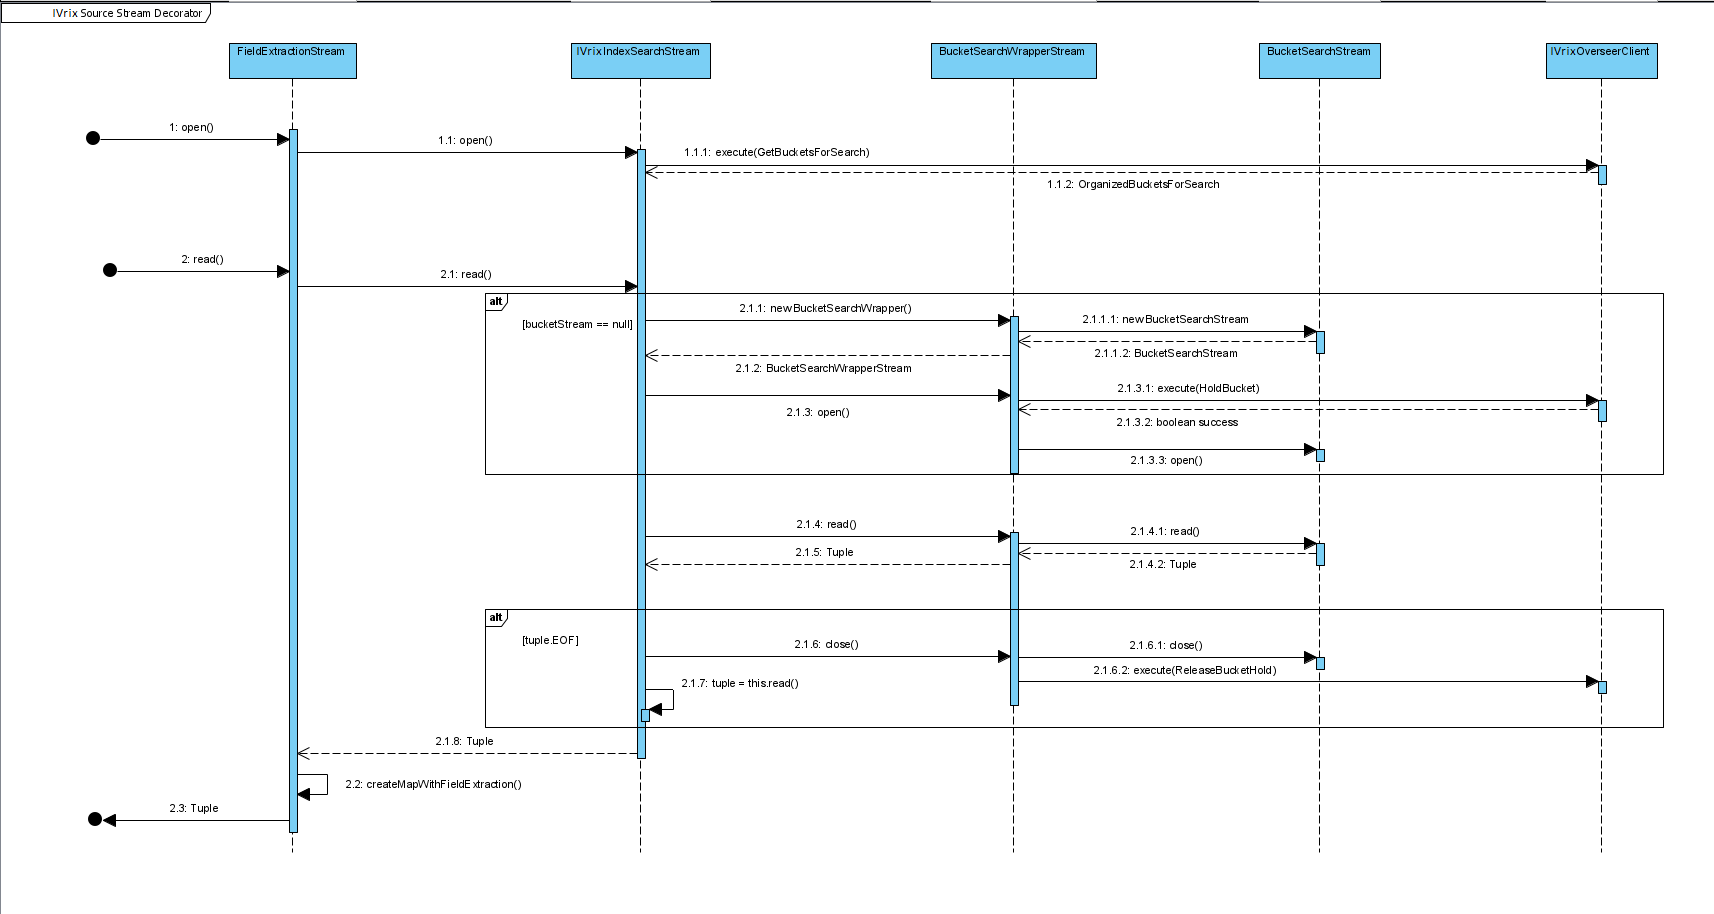 IVrix Source Stream Decorator
FieldExtractionStream
IVrixIndexSearchStream
BucketSearchWrapperStream
BucketSearchStream
IVrixOverseerClient
1: open()
1.1: open()
1.1.1: execute(GetBucketsForSearch)
1.1.2: OrganizedBucketsForSearch
2: read()
2.1: read()
alt
[bucketStream == null]
2.1.1: newBucketSearchWrapper()
2.1.1.1: newBucketSearchStream
2.1.1.2: BucketSearchStream
2.1.2: BucketSearchWrapperStream
2.1.3.1: execute(HoldBucket)
2.1.3: open()
2.1.3.2: boolean success
2.1.3.3: open()
2.1.4: read()
2.1.4.1: read()
2.1.5: Tuple
2.1.4.2: Tuple
alt
[tuple.EOF]
2.1.6: close()
2.1.6.1: close()
2.1.6.2: execute(ReleaseBucketHold)
2.1.7: tuple = this.read()
2.1.8: Tuple
2.2: createMapWithFieldExtraction()
2.3: Tuple